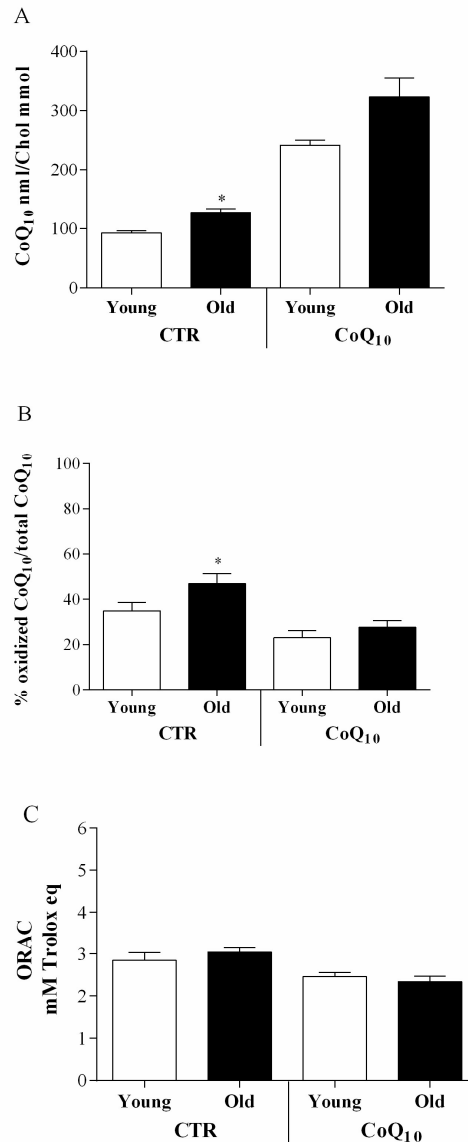 A
CoQ10 nml/Chol mmol
400
300
200
100
0
*
Young Old Young Old
CTR CoQ10
B
% oxidized CoQ10/total CoQ10
100
80
60
40
20
0
*
Young Old Young Old
CTR CoQ10
C
ORAC
mM Trolox eq
6
5
4
3
2
1
0
Young Old Young Old
CTR CoQ10